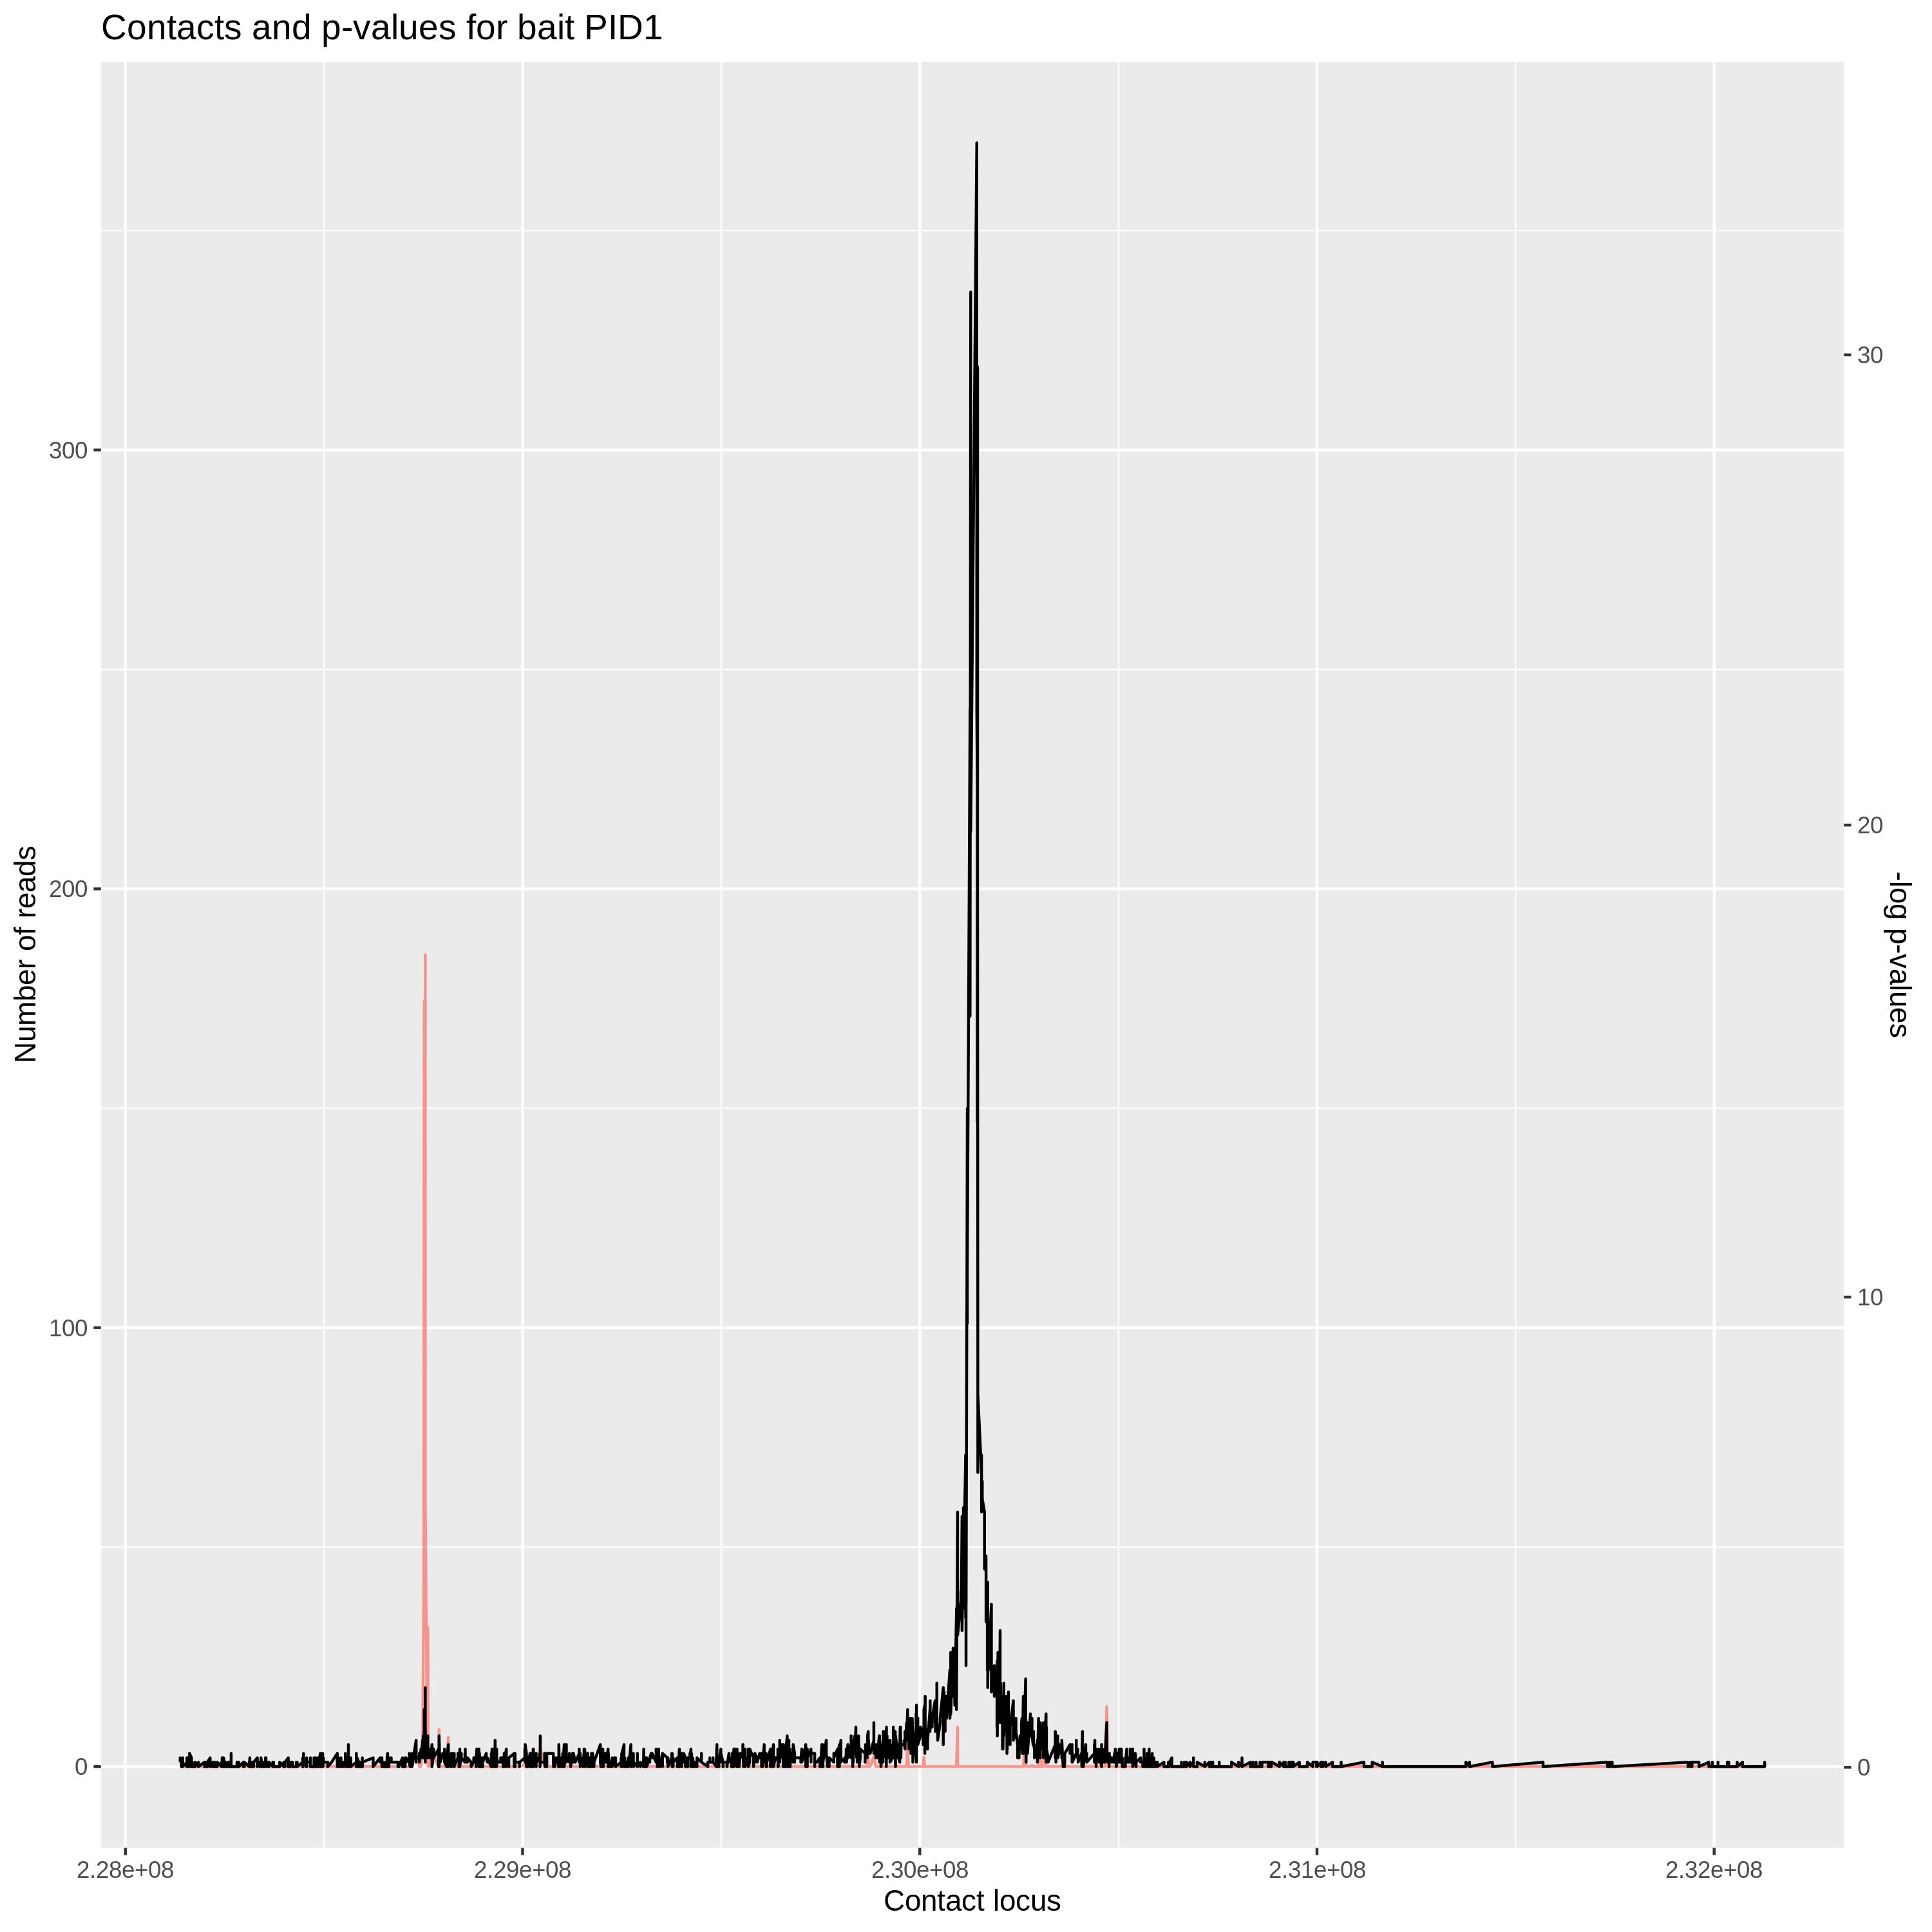 Contacts and p-values for bait PID1
Number of reads
300
200
100
0
30
20
10
0
-log p-values
2.28e+08 2.29e+08 2.30e+08 2.31e+08 2.32e+08
Contact locus